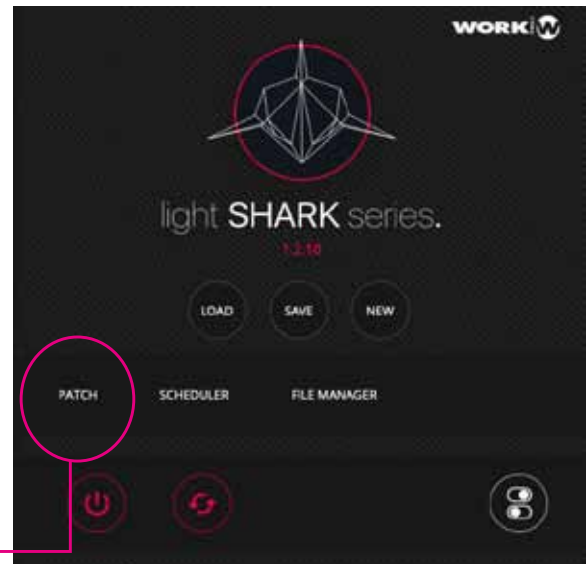 WORK
light SHARK series.
1.2.10
LOAD SAVE NEW
PATCH SCHEDULER FILE MANAGER